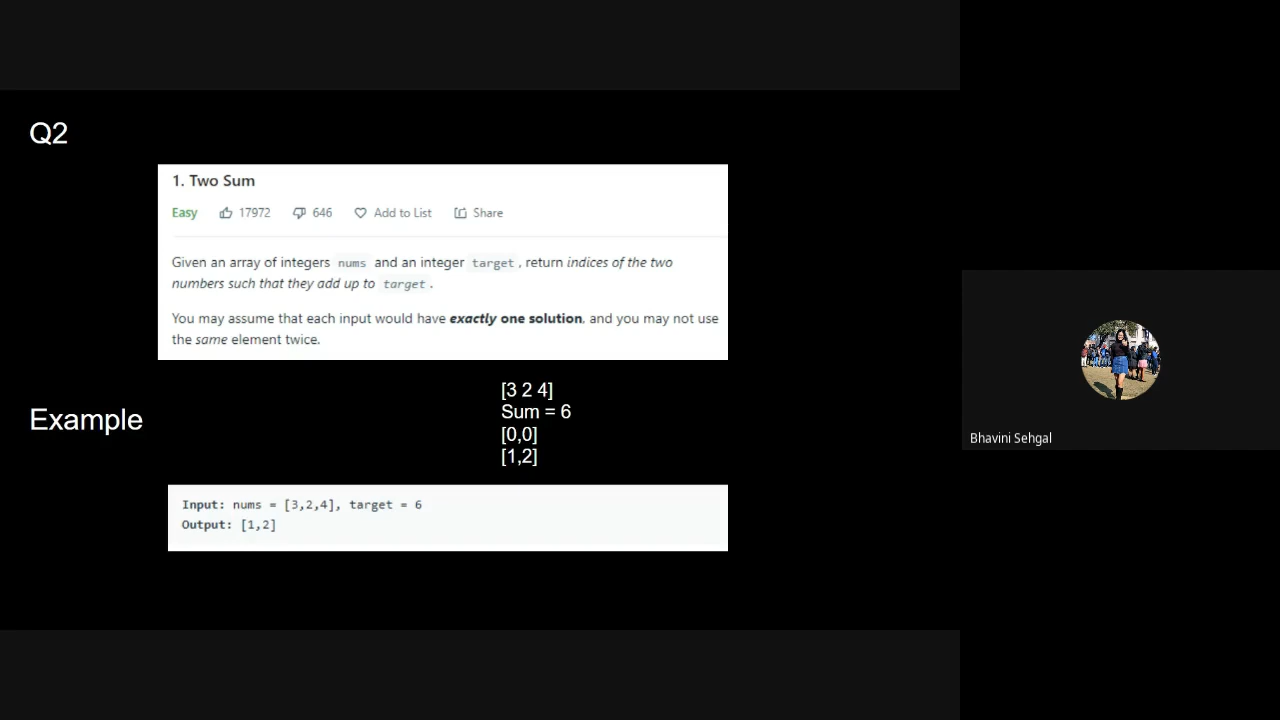 Q2
1. Two Sum
Easy 17972 646 Add to List Share
Given an array of integers nums and an integer target, return indices of the two
numbers such that they add up to target.
You may assume that each input would have exactly one solution, and you may not use
the same element twice.
[3 2 4]
Sum = 6
[0,0]
[1,2]
Example
Input: nums = [3,2,4], target = 6
Output: [1,2]
Bhavini Sehgal